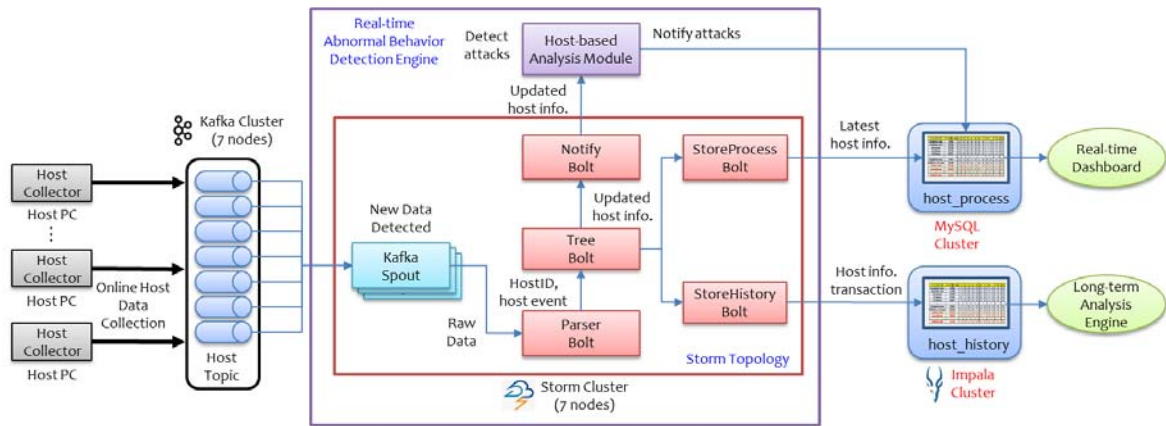 Real-time
Abnormal Behavior
Detection Engine
Detect
attacks
Host-based
Analysis Module
Notify attacks
Updated
host info.
Kafka Cluster
(7 nodes)
Host
Collector
Host PC
Host
Collector
Host PC
Host
Collector
Host PC
Online Host
Data
Collection
Host
Topic
New Data
Detected
Kafka
Spout
Raw
Data
Notify
Bolt
Updated
host info.
Tree
Bolt
HostID,
host event
Parser
Bolt
StoreProcess
Bolt
StoreHistory
Bolt
Storm Topology
Storm Cluster
(7 nodes)
Latest
host info.
host_process
MySQL
Cluster
Real-time
Dashboard
Host info.
transaction
host_history
Impala
Cluster
Long-term
Analysis
Engine